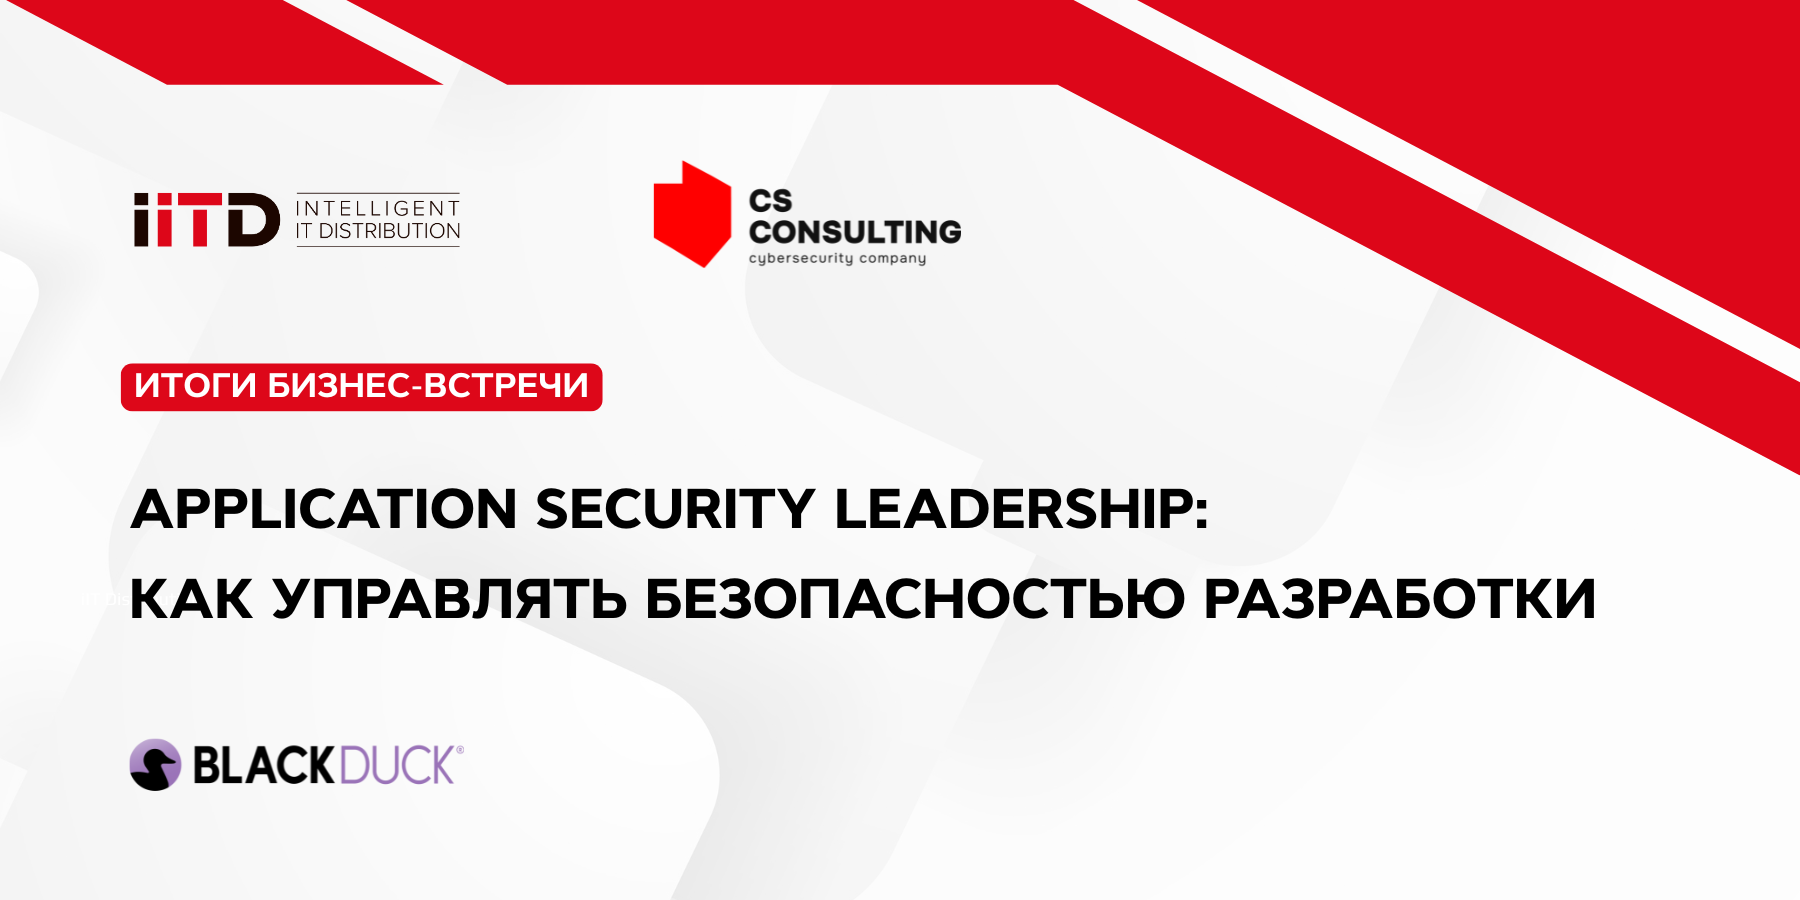 iiTD INTELLIGENT
IT DISTRIBUTION
CS
CONSULTING
cybersecurity company
ИТОГИ БИЗНЕС-ВСТРЕЧИ
APPLICATION SECURITY LEADERSHIP:
КАК УПРАВЛЯТЬ БЕЗОПАСНОСТЬЮ РАЗРАБОТКИ
BLACKDUCK®